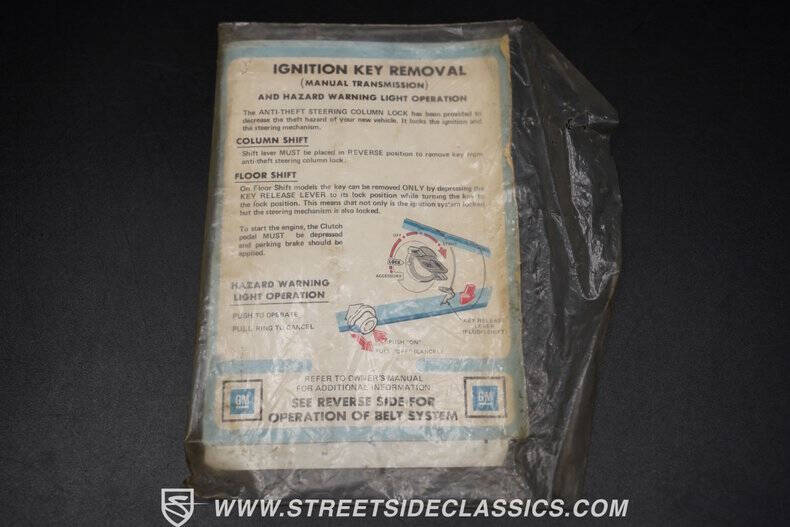 IGNITION KEY REMOVAL
(MANUAL TRANSMISSION)
AND HAZARD WARNING LIGHT OPERATION
The ANTI-THEFT STEERING COLUMN LOCK has been provided to
decrease the theft hazard of your new vehicle. It locks the ignition and
the steering mechanism.
COLUMN SHIFT
Shift lever MUST be placed in REVERSE position to remove key from
anti-theft steering column lock.
FLOOR SHIFT
On Floor Shift models the key can be removed ONLY by depressing the
KEY RELEASE LEVER to its lock position while turning the key to
the lock position. This means that not only is the ignition system locked
but the steering mechanism is also locked.
To start the engine, the Clutch
pedal MUST be depressed
and parking brake should be
applied.
OFF
START
LOCK
ACCESSORY
HAZARD WARNING
LIGHT OPERATION
PUSH TO OPERATE
PULL RING TO CANCEL
KEY RELEASE
LEVER
(FLOOR SHIFT)
PUSH "ON"
PULL "OFF" (CANCEL)
REFER TO OWNER'S MANUAL
FOR ADDITIONAL INFORMATION
SEE REVERSE SIDE FOR
OPERATION OF BELT SYSTEM
GM
GM
WWW.STREETSIDECLASSICS.COM